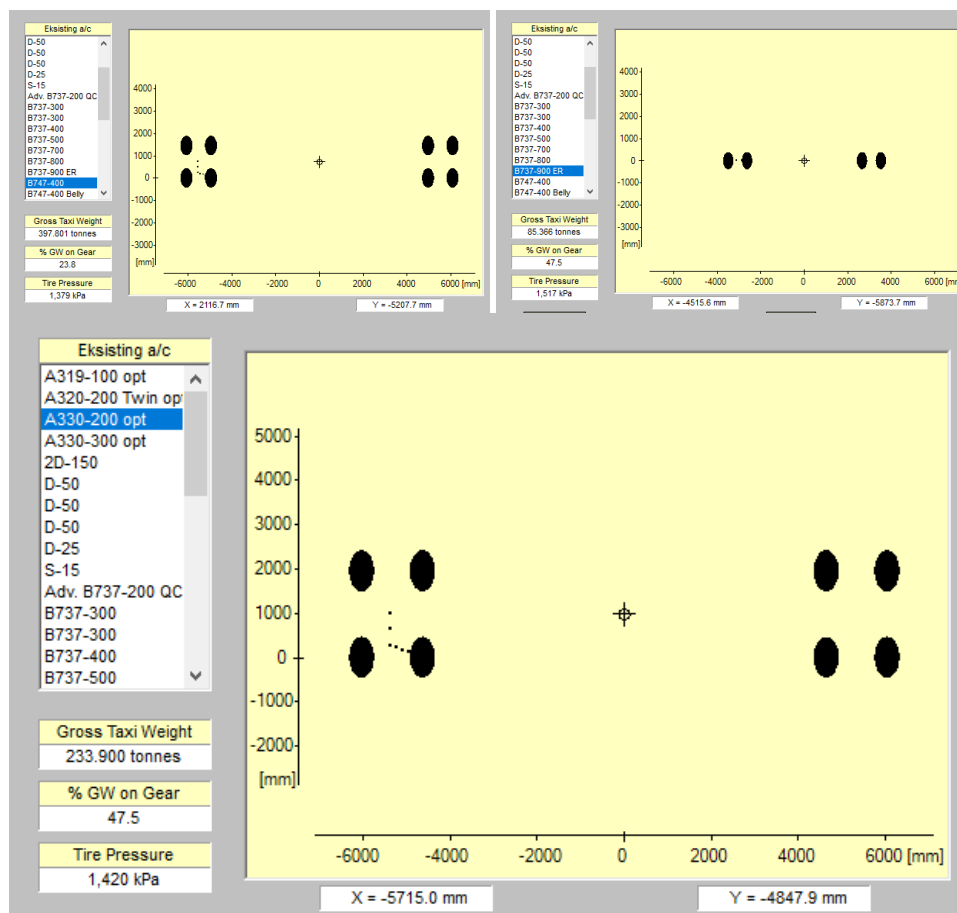 Eksisting a/c
D-50
D-50
D-50
D-25
S-15
Adv. B737-200 QC
B737-300
B737-300
B737-400
B737-500
B737-700
B737-800
B737-900 ER
B747-400
B747-400 Belly
Gross Taxi Weight
397.801 tonnes
% GW on Gear
23.8
Tire Pressure
1,379 kPa
4000
3000
2000
1000
0
-1000
-2000
-3000
[mm]
-6000 -4000 -2000 0 2000 4000 6000 [mm]
X = 2116.7 mm Y = -5207.7 mm
Eksisting a/c
D-50
D-50
D-50
D-25
S-15
Adv. B737-200 QC
B737-300
B737-300
B737-400
B737-500
B737-700
B737-800
B737-900 ER
B747-400
B747-400 Belly
Gross Taxi Weight
85.366 tonnes
% GW on Gear
47.5
Tire Pressure
1,517 kPa
4000
3000
2000
1000
0
-1000
-2000
-3000
[mm]
-6000 -4000 -2000 0 2000 4000 6000 [mm]
X = -4515.6 mm Y = -5873.7 mm
Eksisting a/c
A319-100 opt
A320-200 Twin op
A330-200 opt
A330-300 opt
2D-150
D-50
D-50
D-50
D-25
S-15
Adv. B737-200 QC
B737-300
B737-300
B737-400
B737-500
Gross Taxi Weight
233.900 tonnes
% GW on Gear
47.5
Tire Pressure
1,420 kPa
5000
4000
3000
2000
1000
0
-1000
-2000
[mm]
-6000 -4000 -2000 0 2000 4000 6000 [mm]
X = -5715.0 mm Y = -4847.9 mm